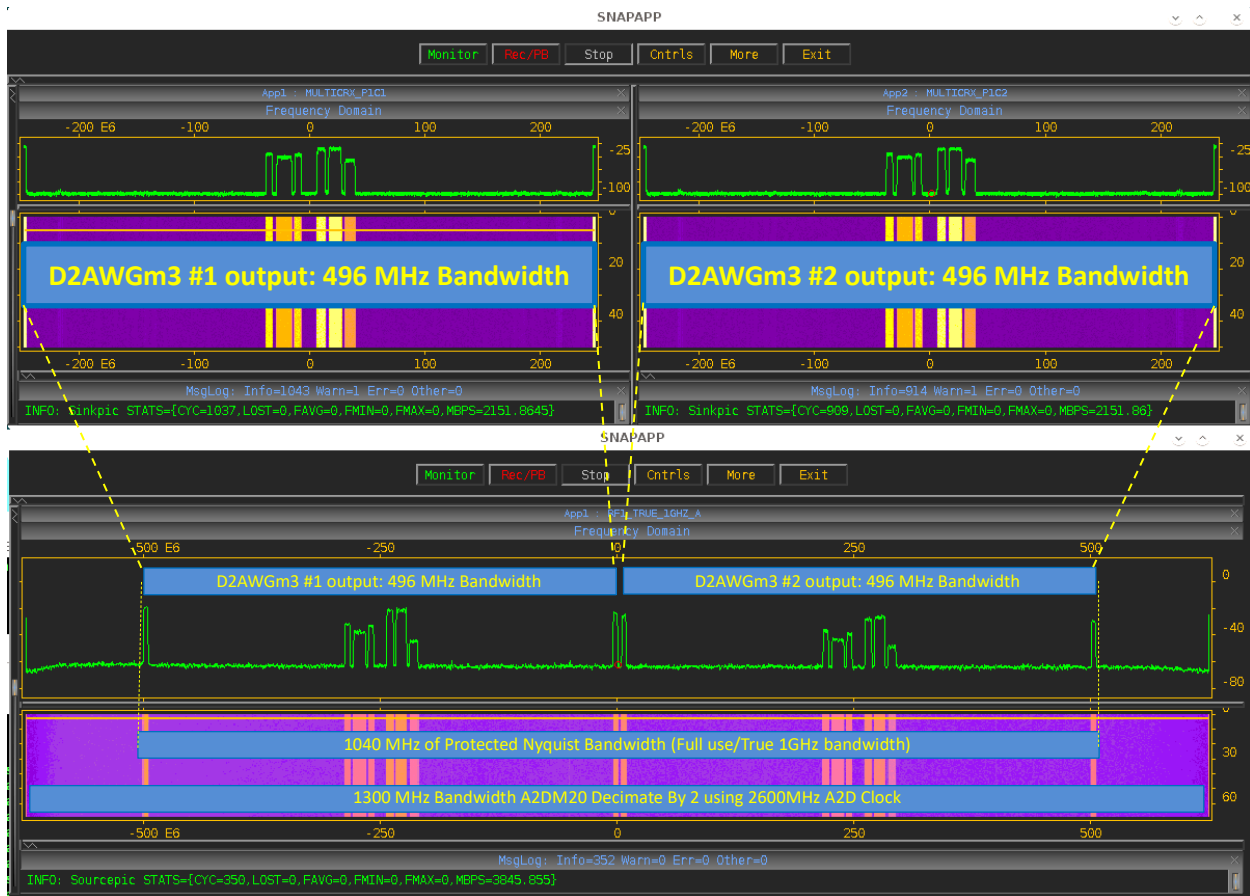 SNAPAPP
Monitor Rec/PB Stop Cntrls More Exit
App1 : MULTICRX_P1C1
Frequency Domain
-200 E6 -100 0 100 200
-25
-100
0
20
40
D2AWGm3 #1 output: 496 MHz Bandwidth
-200 E6 -100 0 100 200
MsgLog: Info=1043 Warn=1 Err=0 Other=0
INFO: Sinkpic STATS={CYC=1037,LOST=0,FAVG=0,FMIN=0,FMAX=0,MBPS=2151.8645}
App2 : MULTICRX_P1C2
Frequency Domain
-200 E6 -100 0 100 200
-25
-100
0
20
40
D2AWGm3 #2 output: 496 MHz Bandwidth
-200 E6 -100 0 100 200
MsgLog: Info=914 Warn=1 Err=0 Other=0
INFO: Sinkpic STATS={CYC=909,LOST=0,FAVG=0,FMIN=0,FMAX=0,MBPS=2151.86}
SNAPAPP
Monitor Rec/PB Stop Cntrls More Exit
App1 : RF1_TRUE_1GHZ_A
Frequency Domain
-500 E6 -250 0 250 500
D2AWGm3 #1 output: 496 MHz Bandwidth D2AWGm3 #2 output: 496 MHz Bandwidth
0
-40
-80
0
30
60
1040 MHz of Protected Nyquist Bandwidth (Full use/True 1GHz bandwidth)
1300 MHz Bandwidth A2DM20 Decimate By 2 using 2600MHz A2D Clock
-500 E6 -250 0 250 500
MsgLog: Info=352 Warn=0 Err=0 Other=0
INFO: Sourcepic STATS={CYC=350,LOST=0,FAVG=0,FMIN=0,FMAX=0,MBPS=3845.855}